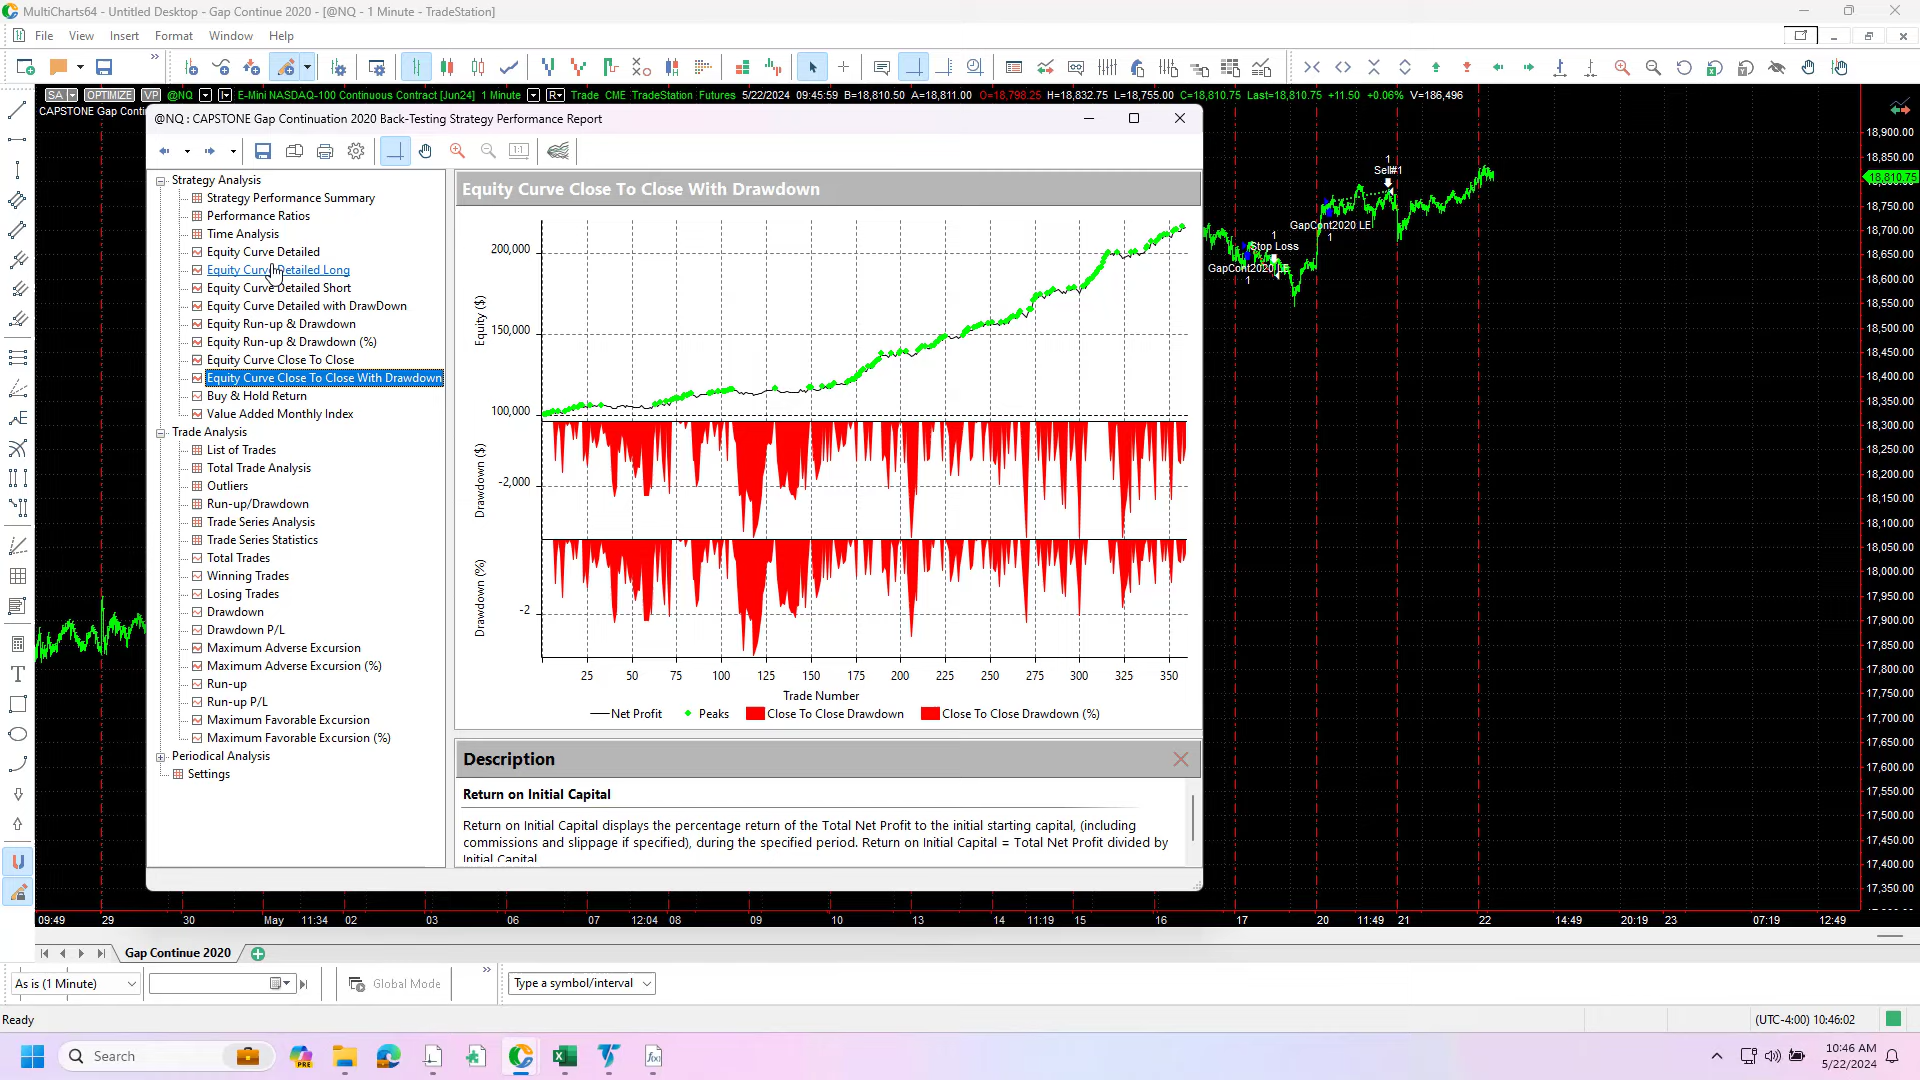 MultiCharts64 - Untitled Desktop - Gap Continue 2020 - [@NQ - 1 Minute - TradeStation]
File View Insert Format Window Help
SA OPTIMIZE VP @NQ E-Mini NASDAQ-100 Continuous Contract [Jun24] 1 Minute R Trade CME TradeStation Futures 5/22/2024 09:45:59 B=18,810.50 A=18,811.00 O=18,798.25 H=18,832.75 L=18,755.00 C=18,810.75 Last=18,810.75 +11.50 +0.06% V=186,496
CAPSTONE Gap Conti
@NQ : CAPSTONE Gap Continuation 2020 Back-Testing Strategy Performance Report
1:1
Strategy Analysis
Strategy Performance Summary
Performance Ratios
Time Analysis
Equity Curve Detailed
Equity Curve Detailed Long
Equity Curve Detailed Short
Equity Curve Detailed with DrawDown
Equity Run-up & Drawdown
Equity Run-up & Drawdown (%)
Equity Curve Close To Close
Equity Curve Close To Close With Drawdown
Buy & Hold Return
Value Added Monthly Index
Trade Analysis
List of Trades
Total Trade Analysis
Outliers
Run-up/Drawdown
Trade Series Analysis
Trade Series Statistics
Total Trades
Winning Trades
Losing Trades
Drawdown
Drawdown P/L
Maximum Adverse Excursion
Maximum Adverse Excursion (%)
Run-up
Run-up P/L
Maximum Favorable Excursion
Maximum Favorable Excursion (%)
Periodical Analysis
Settings
Equity Curve Close To Close With Drawdown
Equity ($)
200,000
150,000
100,000
Drawdown ($)
-2,000
Drawdown (%)
-2
25 50 75 100 125 150 175 200 225 250 275 300 325 350
Trade Number
Net Profit Peaks Close To Close Drawdown Close To Close Drawdown (%)
Description
Return on Initial Capital
Return on Initial Capital displays the percentage return of the Total Net Profit to the initial starting capital, (including
commissions and slippage if specified), during the specified period. Return on Initial Capital = Total Net Profit divided by
Initial Capital
1
Sell#1
GapCont2020 LE
1
1
Stop Loss
GapCont2020 LE
1
18,900.00
18,850.00
18,810.75
18,750.00
18,700.00
18,650.00
18,600.00
18,550.00
18,500.00
18,450.00
18,400.00
18,350.00
18,300.00
18,250.00
18,200.00
18,150.00
18,100.00
18,050.00
18,000.00
17,950.00
17,900.00
17,850.00
17,800.00
17,750.00
17,700.00
17,650.00
17,600.00
17,550.00
17,500.00
17,450.00
17,400.00
17,350.00
09:49 29 30 May 11:34 02 03 06 07 12:04 08 09 10 13 14 11:19 15 16 17 20 11:49 21 22 14:49 20:19 23 07:19 12:49
Gap Continue 2020
As is (1 Minute) Global Mode Type a symbol/interval
Ready
(UTC-4:00) 10:46:02
Search
PRE
10:46 AM
5/22/2024